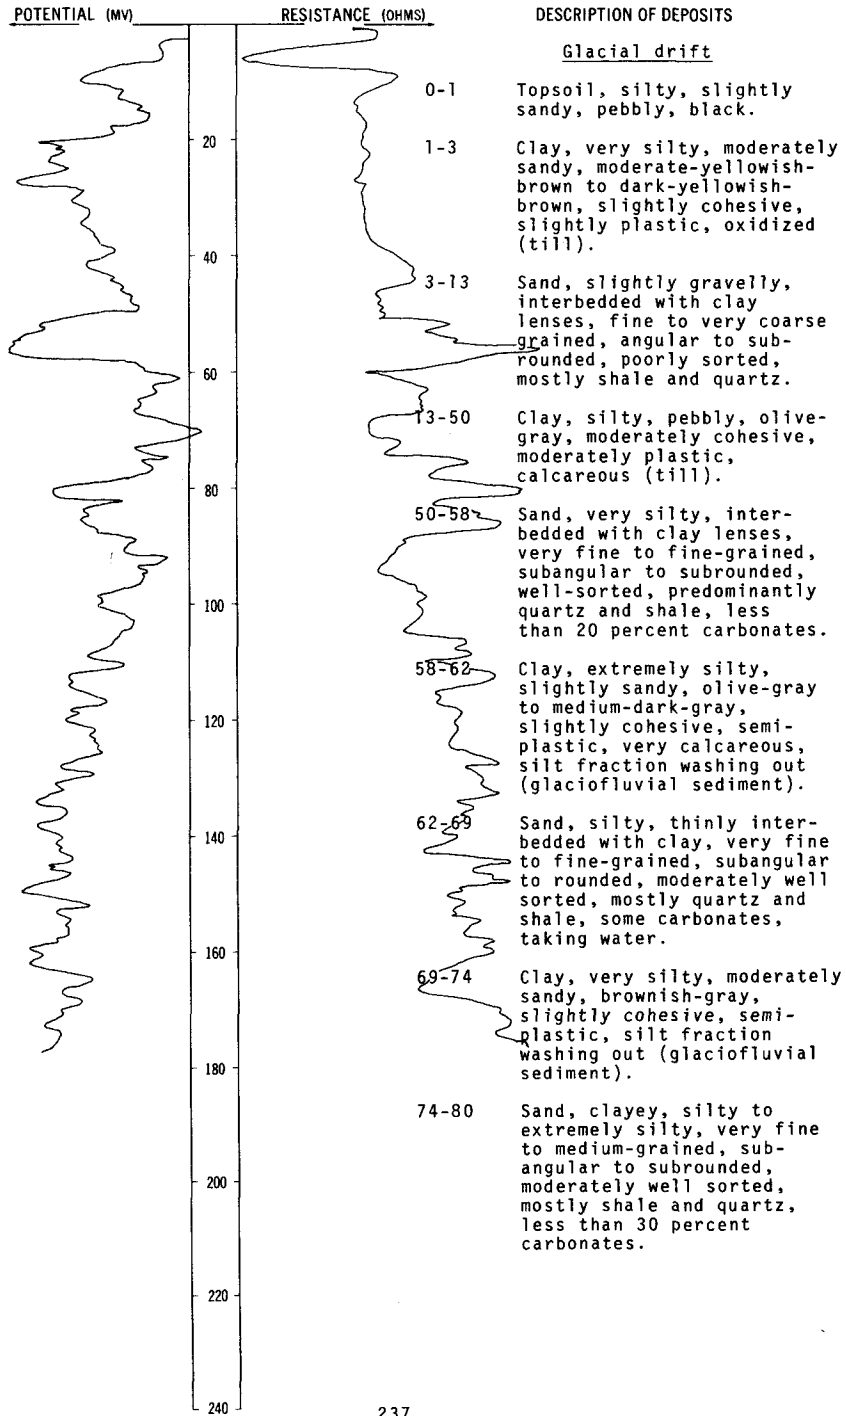 POTENTIAL (MV) RESISTANCE (OHMS) DESCRIPTION OF DEPOSITS
Glacial drift
0-1 Topsoil, silty, slightly
sandy, pebbly, black.
20
1-3 Clay, very silty, moderately
sandy, moderate-yellowish-
brown to dark-yellowish-
brown, slightly cohesive,
slightly plastic, oxidized
(till).
40
3-13 Sand, slightly gravelly,
interbedded with clay
lenses, fine to very coarse
grained, angular to sub-
rounded, poorly sorted,
mostly shale and quartz.
60
13-50 Clay, silty, pebbly, olive-
gray, moderately cohesive,
moderately plastic,
calcareous (till).
80
50-58 Sand, very silty, inter-
bedded with clay lenses,
very fine to fine-grained,
subangular to subrounded,
well-sorted, predominantly
quartz and shale, less
than 20 percent carbonates.
100
58-62 Clay, extremely silty,
slightly sandy, olive-gray
to medium-dark-gray,
slightly cohesive, semi-
plastic, very calcareous,
silt fraction washing out
(glaciofluvial sediment).
120
62-69 Sand, silty, thinly inter-
bedded with clay, very fine
to fine-grained, subangular
to rounded, moderately well
sorted, mostly quartz and
shale, some carbonates,
taking water.
140
160
69-74 Clay, very silty, moderately
sandy, brownish-gray,
slightly cohesive, semi-
plastic, silt fraction
washing out (glaciofluvial
sediment).
180
74-80 Sand, clayey, silty to
extremely silty, very fine
to medium-grained, sub-
angular to subrounded,
moderately well sorted,
mostly shale and quartz,
less than 30 percent
carbonates.
200
220
240
237